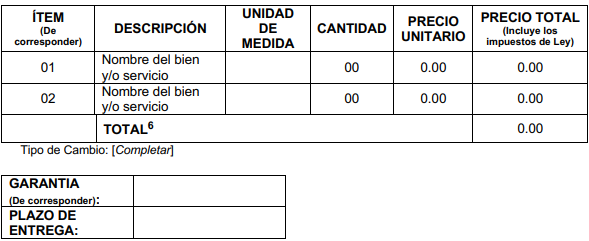 ÍTEM (De corresponder) DESCRIPCIÓN UNIDAD DE MEDIDA CANTIDAD PRECIO UNITARIO PRECIO TOTAL (Incluye los impuestos de Ley)
01 Nombre del bien y/o servicio 00 0.00 0.00
02 Nombre del bien y/o servicio 00 0.00 0.00
TOTAL6 0.00
Tipo de Cambio: [Completar]
GARANTIA
(De corresponder):
PLAZO DE
ENTREGA: